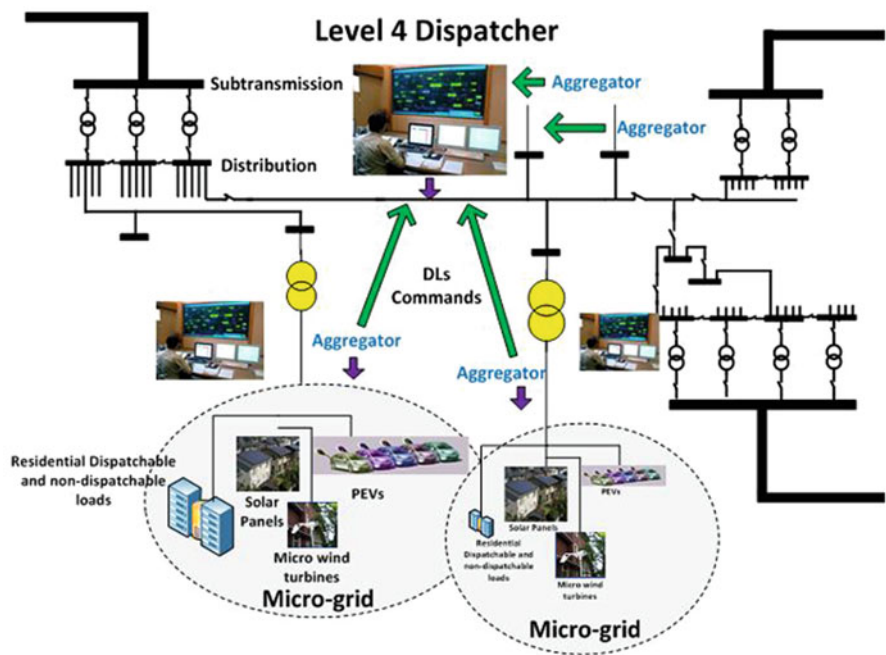 Level 4 Dispatcher
Subtransmission
Aggregator
Aggregator
Distribution
DLs
Commands
Aggregator
Aggregator
Residential Dispatchable
and non-dispatchable
loads
Solar
Panels
PEVs
Micro wind
turbines
Micro-grid
PEVs
Solar Panels
Residential
Dispatchable and
non-dispatchable
loads
Micro wind
turbines
Micro-grid